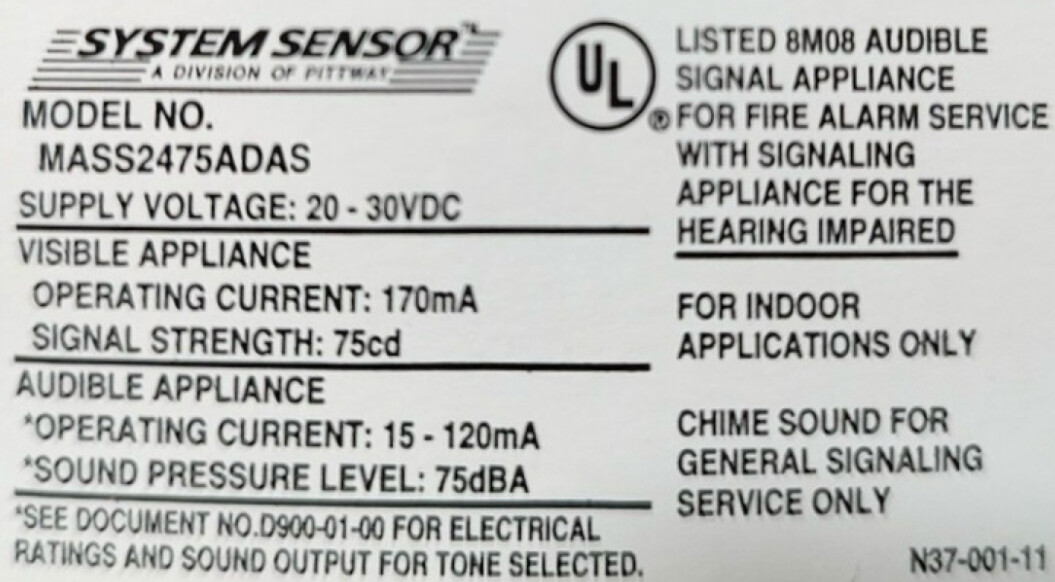 SYSTEM SENSOR™
A DIVISION OF PITTWAY
MODEL NO.
MASS2475ADAS
SUPPLY VOLTAGE: 20 - 30VDC
VISIBLE APPLIANCE
OPERATING CURRENT: 170mA
SIGNAL STRENGTH: 75cd
AUDIBLE APPLIANCE
*OPERATING CURRENT: 15 - 120mA
*SOUND PRESSURE LEVEL: 75dBA
*SEE DOCUMENT NO.D900-01-00 FOR ELECTRICAL
RATINGS AND SOUND OUTPUT FOR TONE SELECTED.
UL®
LISTED 8M08 AUDIBLE
SIGNAL APPLIANCE
FOR FIRE ALARM SERVICE
WITH SIGNALING
APPLIANCE FOR THE
HEARING IMPAIRED
FOR INDOOR
APPLICATIONS ONLY
CHIME SOUND FOR
GENERAL SIGNALING
SERVICE ONLY
N37-001-11